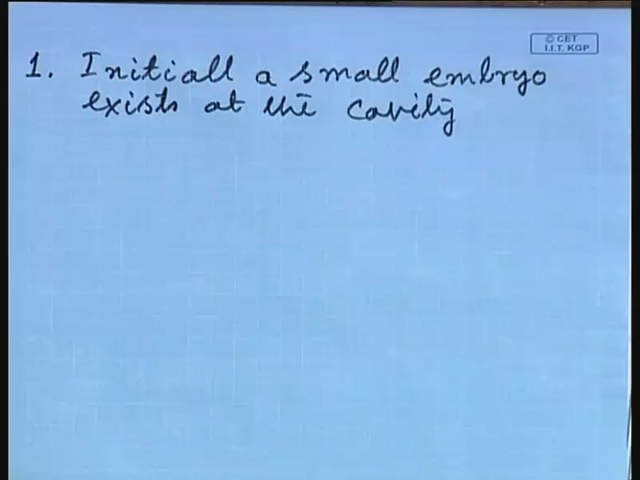 © CET
I.I.T. KGP
1. Initiall a small embryo
exists at the cavity